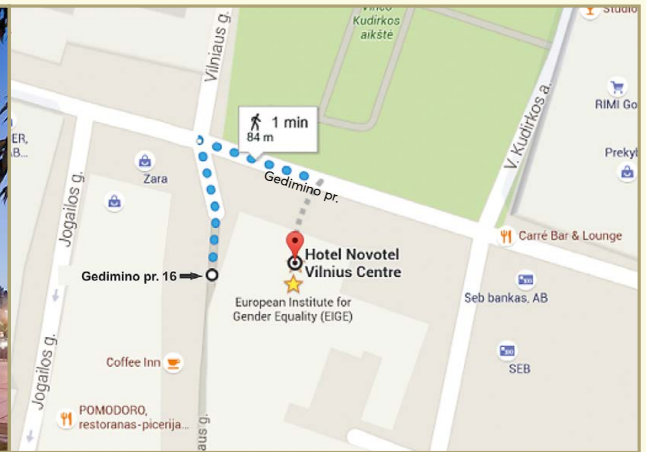 Vinco
Kudirkos
aikštė
Studio
Vilniaus g.
1 min
84 m
RIMI Go
V. Kudirkos a.
ER,
B...
Zara
Preky
Gedimino pr.
Jogailos g.
Carré Bar & Lounge
Hotel Novotel
Vilnius Centre
Gedimino pr. 16
European Institute for
Gender Equality (EIGE)
Seb bankas, AB
SEB
Coffee Inn
Jogailos g.
POMODORO,
restoranas-picerija...
aus g.